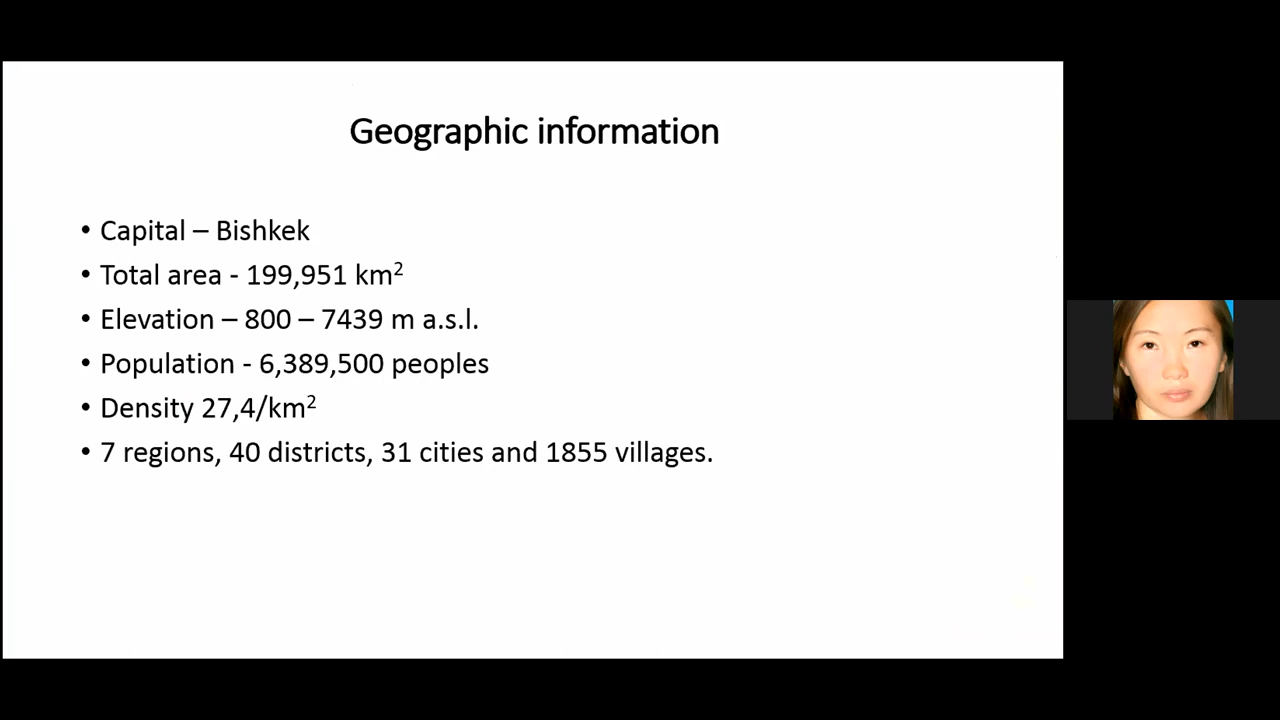 Geographic information
• Capital – Bishkek
• Total area - 199,951 km²
• Elevation – 800 – 7439 m a.s.l.
• Population - 6,389,500 peoples
• Density 27,4/km²
• 7 regions, 40 districts, 31 cities and 1855 villages.